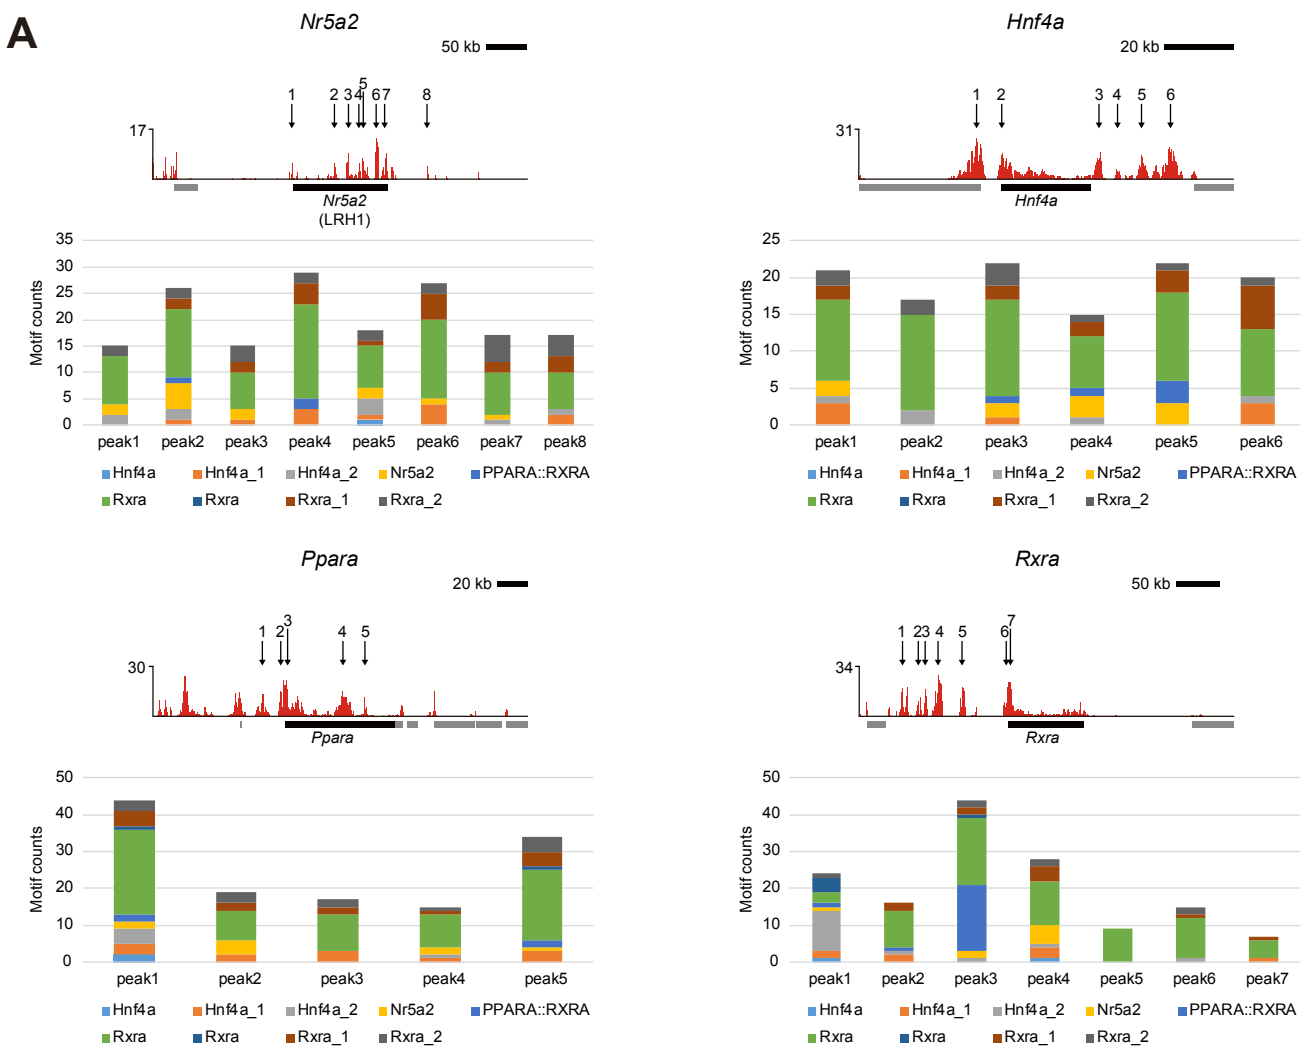 A
Nr5a2
50 kb
1 2 3 4 5 6 7 8
17
Nr5a2
(LRH1)
35
30
25
20
15
10
5
0
Motif counts
peak1 peak2 peak3 peak4 peak5 peak6 peak7 peak8
Hnf4a Hnf4a_1 Hnf4a_2 Nr5a2 PPARA::RXRA
Rxra Rxra Rxra_1 Rxra_2
Hnf4a
20 kb
1 2 3 4 5 6
31
Hnf4a
25
20
15
10
5
0
Motif counts
peak1 peak2 peak3 peak4 peak5 peak6
Hnf4a Hnf4a_1 Hnf4a_2 Nr5a2 PPARA::RXRA
Rxra Rxra Rxra_1 Rxra_2
Ppara
20 kb
1 2 3 4 5
30
Ppara
50
40
30
20
10
0
Motif counts
peak1 peak2 peak3 peak4 peak5
Hnf4a Hnf4a_1 Hnf4a_2 Nr5a2 PPARA::RXRA
Rxra Rxra Rxra_1 Rxra_2
Rxra
50 kb
1 2 3 4 5 6 7
34
Rxra
50
40
30
20
10
0
Motif counts
peak1 peak2 peak3 peak4 peak5 peak6 peak7
Hnf4a Hnf4a_1 Hnf4a_2 Nr5a2 PPARA::RXRA
Rxra Rxra Rxra_1 Rxra_2